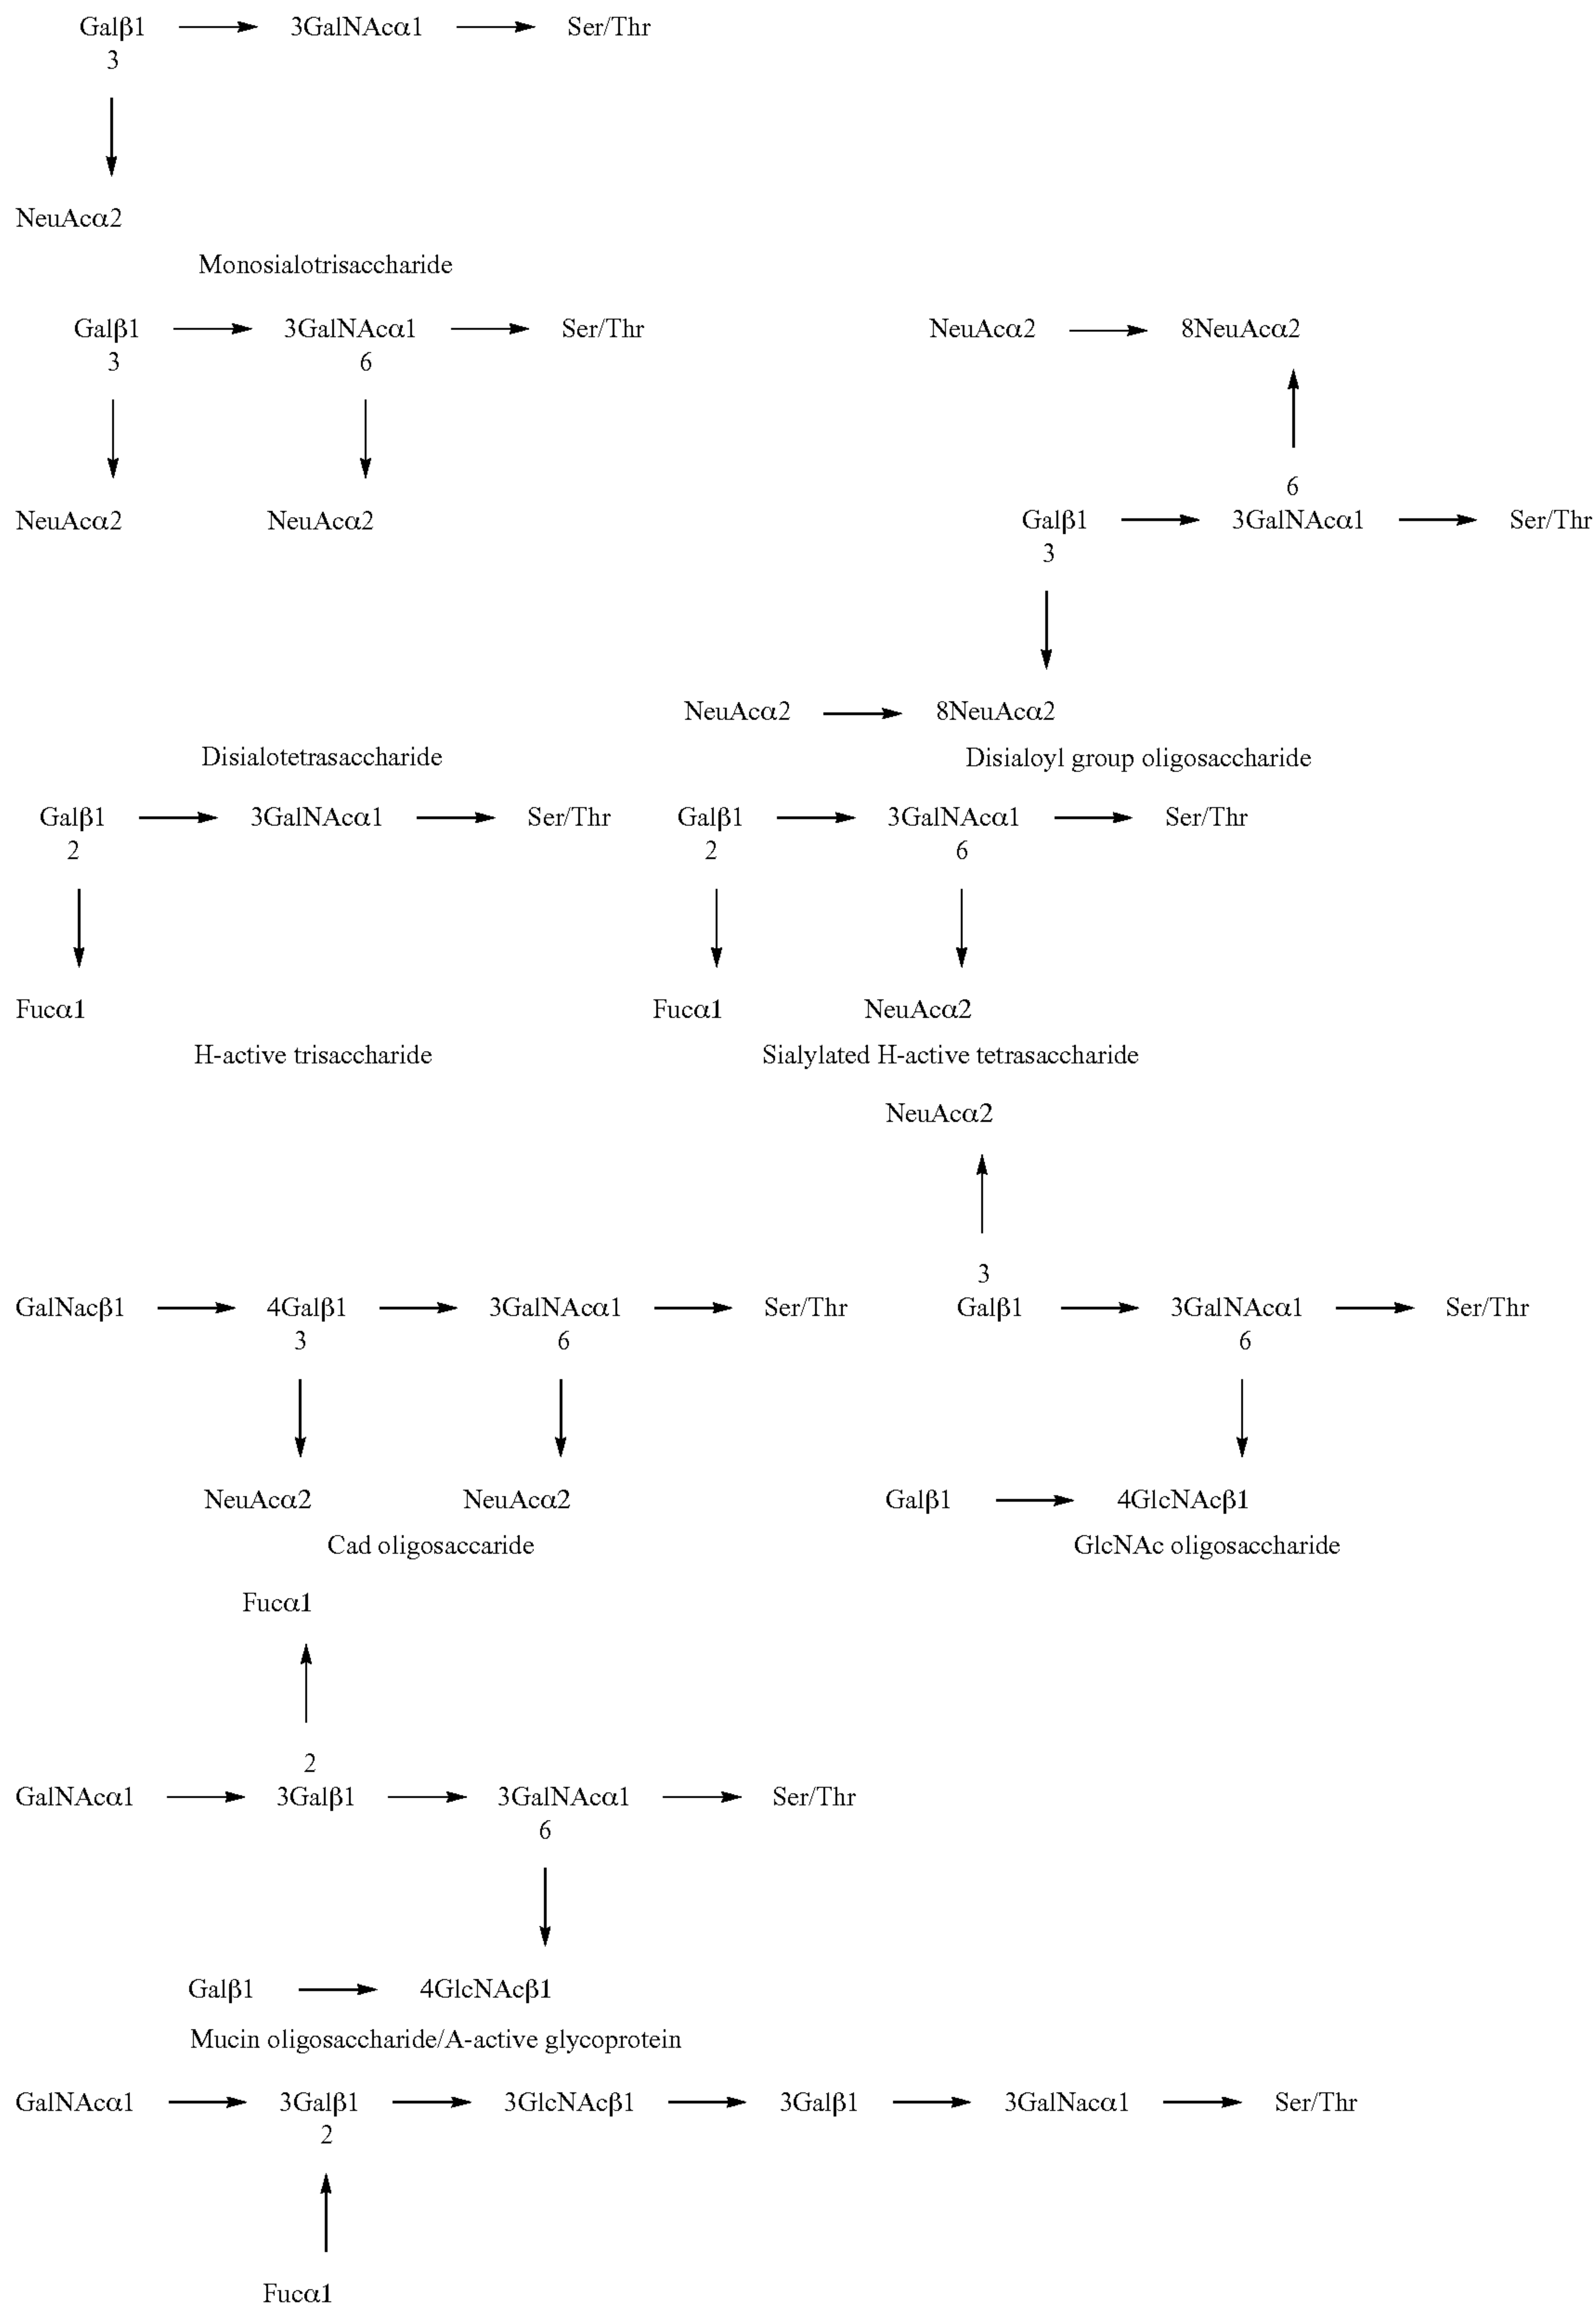 Galβ1 → 3GalNAcα1 → Ser/Thr
3
↓
NeuAcα2
Monosialotrisaccharide
Galβ1 → 3GalNAcα1 → Ser/Thr
3 6
↓ ↓
NeuAcα2 NeuAcα2
Disialotetrasaccharide
NeuAcα2 → 8NeuAcα2
↑
6
Galβ1 → 3GalNAcα1 → Ser/Thr
3
↓
NeuAcα2 → 8NeuAcα2
Disialoyl group oligosaccharide
Galβ1 → 3GalNAcα1 → Ser/Thr
2
↓
Fucα1
H-active trisaccharide
Galβ1 → 3GalNAcα1 → Ser/Thr
2 6
↓ ↓
Fucα1 NeuAcα2
Sialylated H-active tetrasaccharide
GalNacβ1 → 4Galβ1 → 3GalNAcα1 → Ser/Thr
3 6
↓ ↓
NeuAcα2 NeuAcα2
Cad oligosaccaride
NeuAcα2
↑
3
Galβ1 → 3GalNAcα1 → Ser/Thr
6
↓
Galβ1 → 4GlcNAcβ1
GlcNAc oligosaccharide
Fucα1
↑
2
GalNAcα1 → 3Galβ1 → 3GalNAcα1 → Ser/Thr
6
↓
Galβ1 → 4GlcNAcβ1
Mucin oligosaccharide/A-active glycoprotein
GalNAcα1 → 3Galβ1 → 3GlcNAcβ1 → 3Galβ1 → 3GalNacα1 → Ser/Thr
2
↑
Fucα1